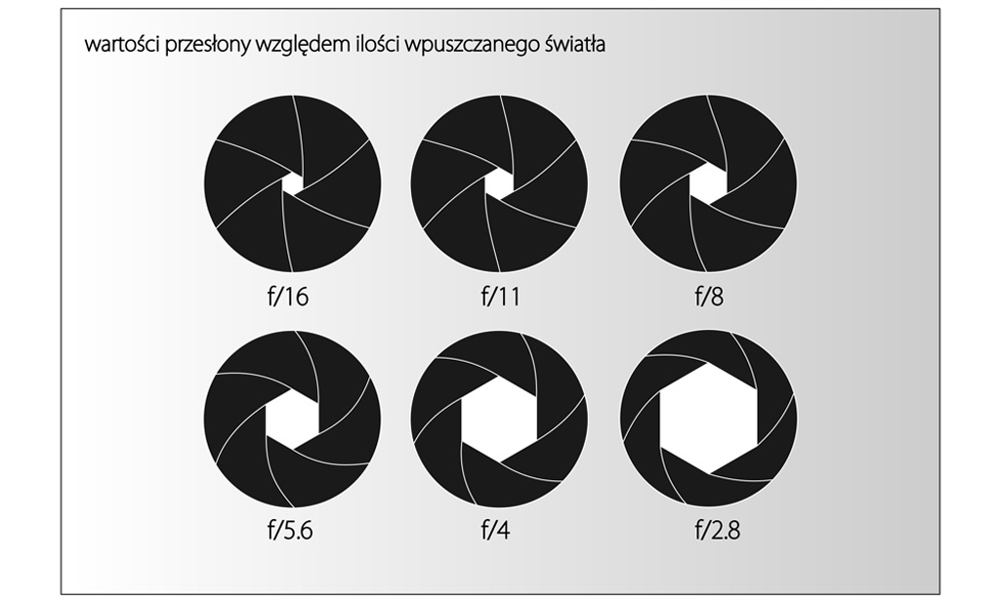 wartości przesłony względem ilości wpuszczanego światła
f/16 f/11 f/8
f/5.6 f/4 f/2.8